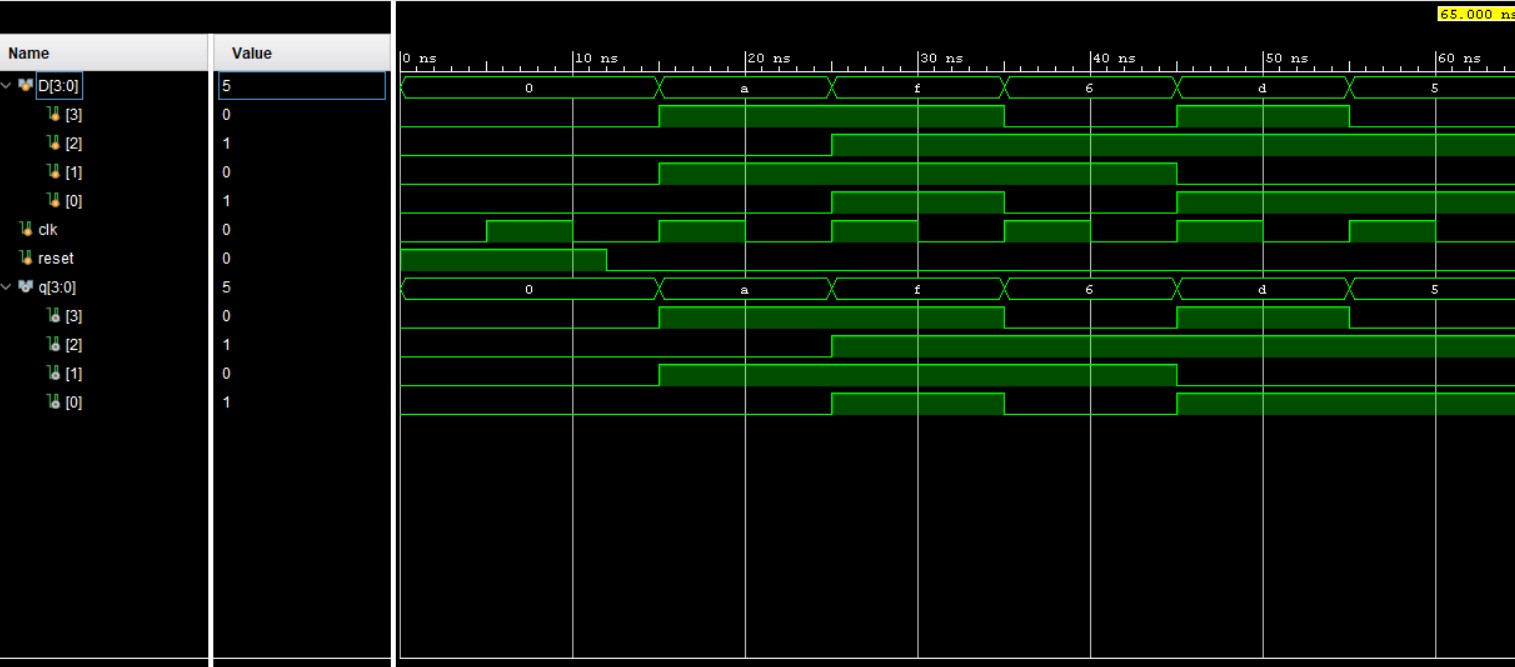 65.000 ns
Name Value
0 ns 10 ns 20 ns 30 ns 40 ns 50 ns 60 ns
D[3:0] 5 0 a f 6 d 5
[3] 0
[2] 1
[1] 0
[0] 1
clk 0
reset 0
q[3:0] 5 0 a f 6 d 5
[3] 0
[2] 1
[1] 0
[0] 1